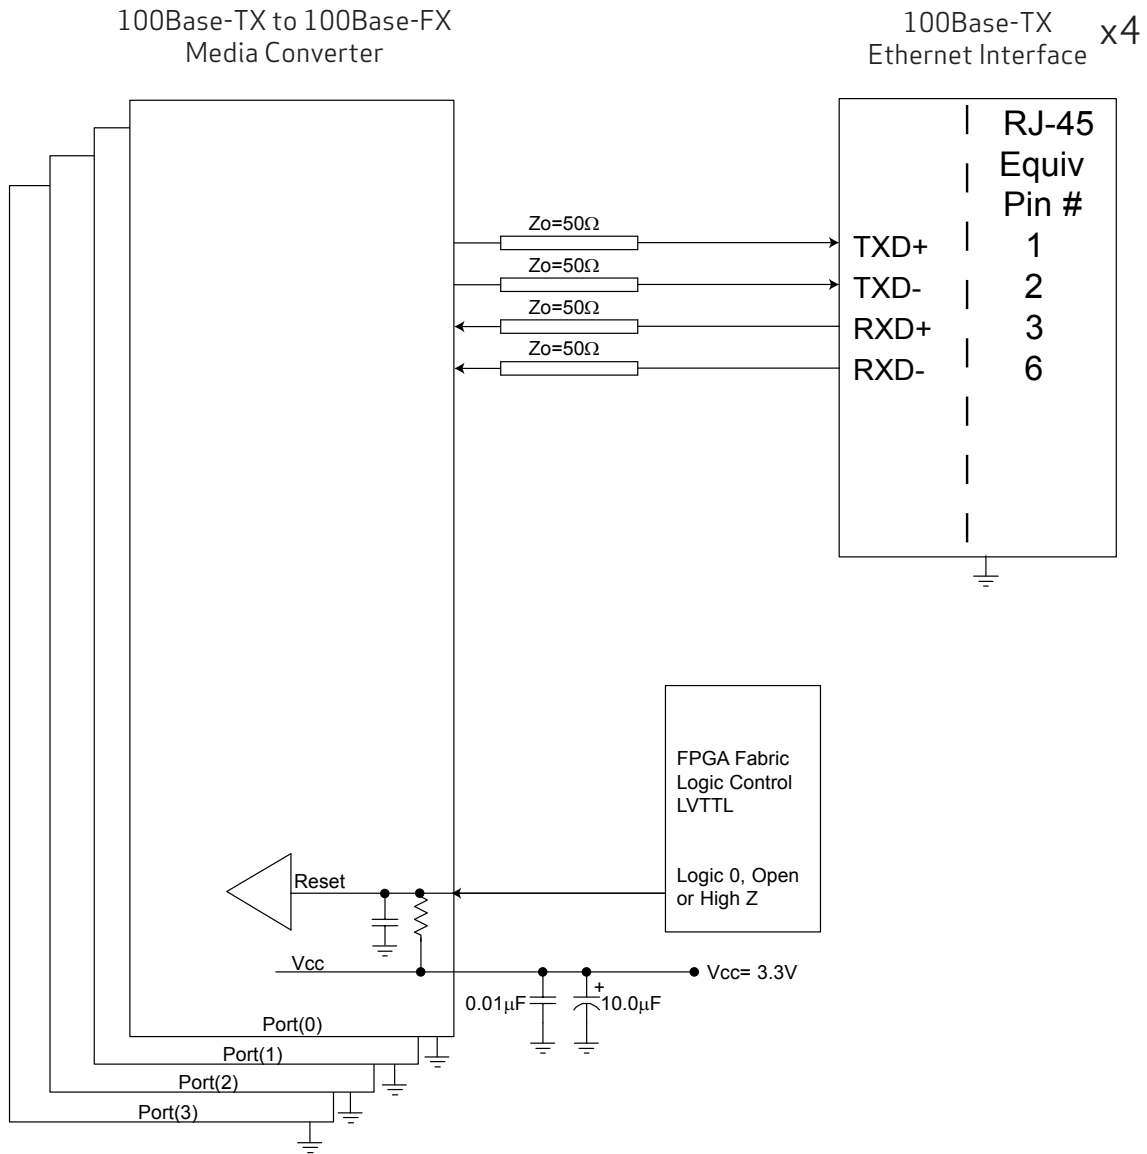 100Base-TX to 100Base-FX
Media Converter
100Base-TX
Ethernet Interface
x4
RJ-45
Equiv
Pin #
Zo=50Ω
TXD+ 1
Zo=50Ω
TXD- 2
Zo=50Ω
RXD+ 3
Zo=50Ω
RXD- 6
FPGA Fabric
Logic Control
LVTTL
Logic 0, Open
or High Z
Reset
Vcc
Vcc= 3.3V
0.01µF
+
10.0µF
Port(0)
Port(1)
Port(2)
Port(3)